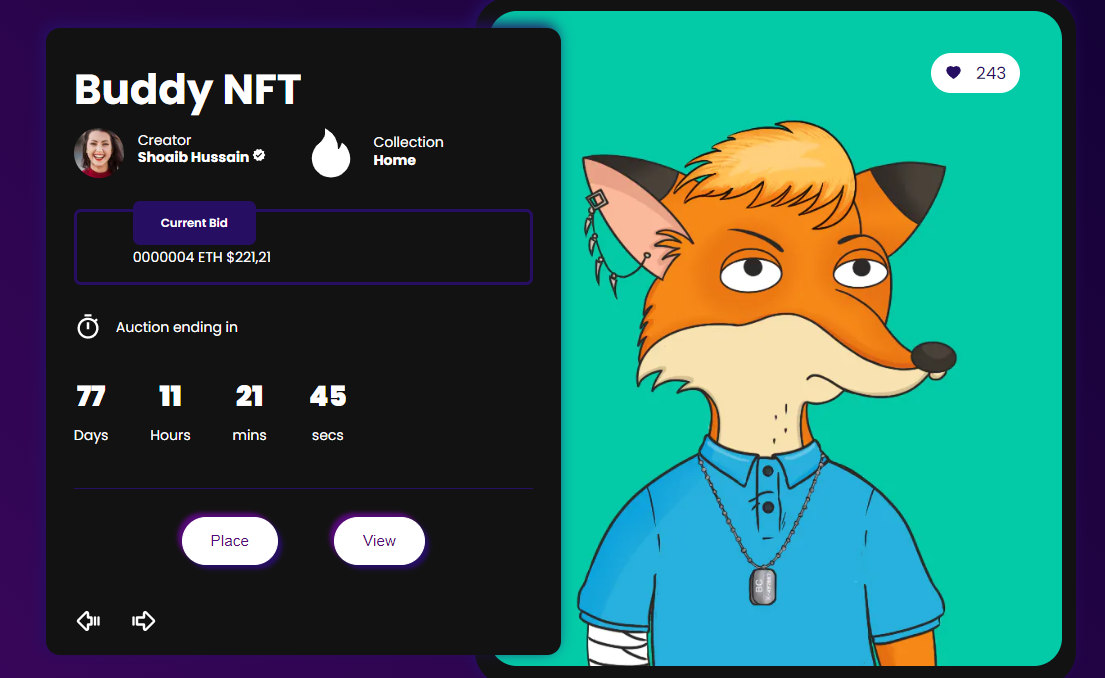 Buddy NFT
243
Creator
Shoaib Hussain
Collection
Home
Current Bid
0000004 ETH $221,21
Auction ending in
77 11 21 45
Days Hours mins secs
Place View
BC